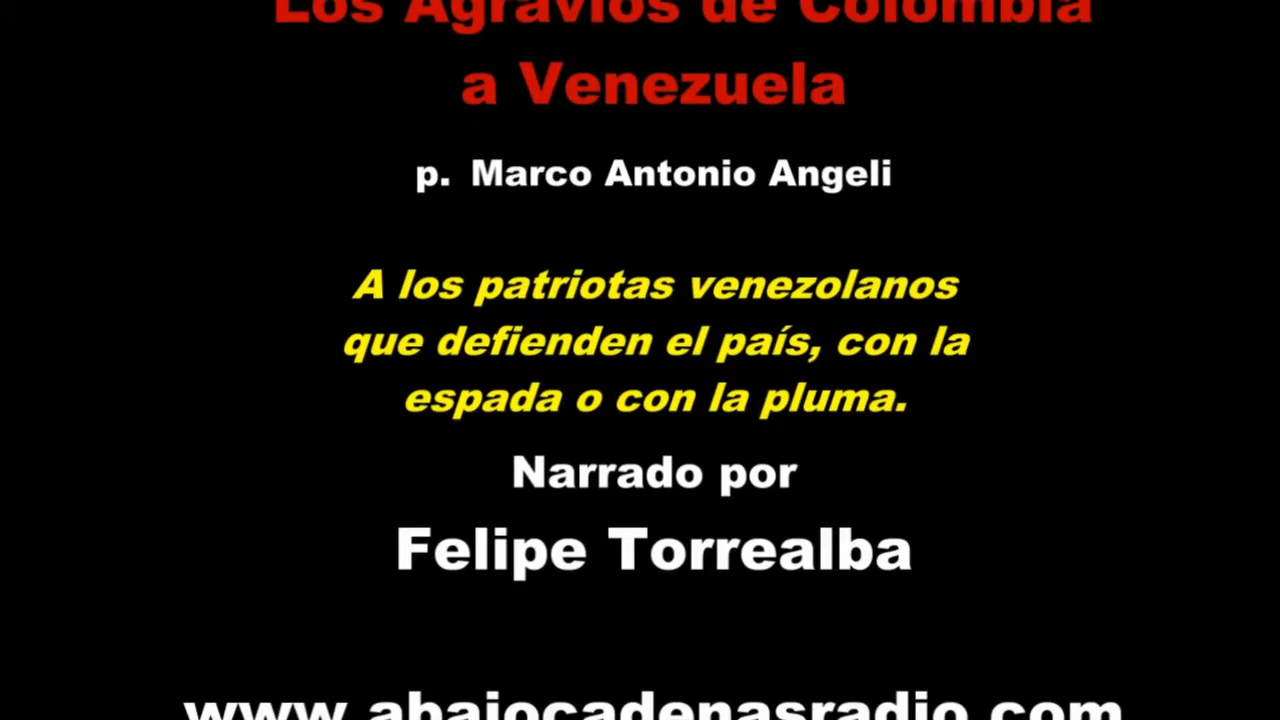 Los Agravios de Colombia
a Venezuela
p. Marco Antonio Angeli
A los patriotas venezolanos
que defienden el país, con la
espada o con la pluma.
Narrado por
Felipe Torrealba
www.abajocadenasradio.com